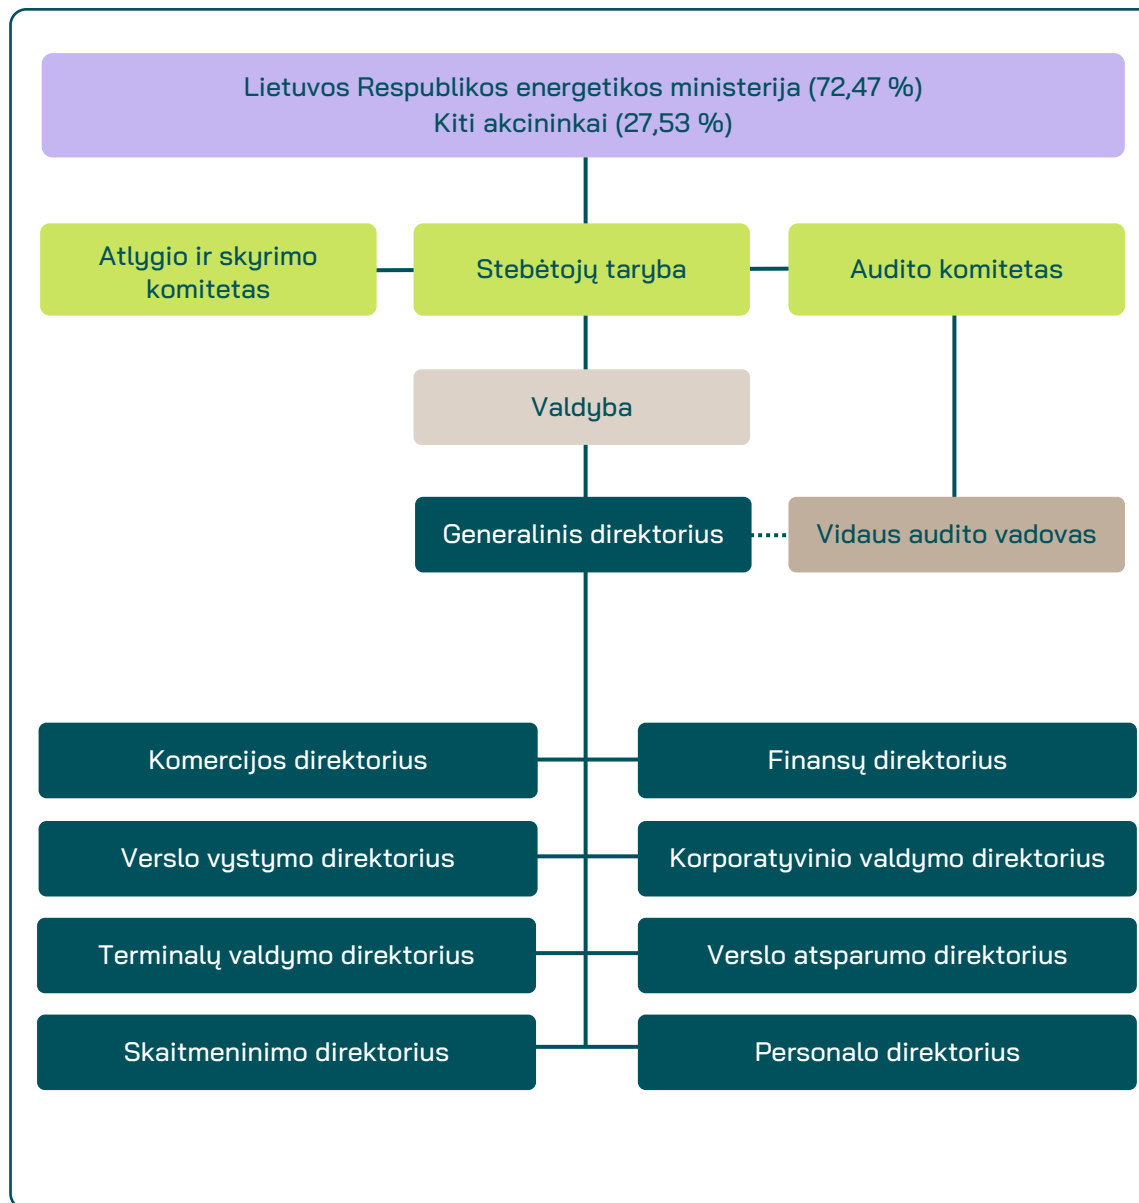 Lietuvos Respublikos energetikos ministerija (72,47 %)
Kiti akcininkai (27,53 %)
Atlygio ir skyrimo
komitetas
Stebėtojų taryba
Audito komitetas
Valdyba
Generalinis direktorius
Vidaus audito vadovas
Komercijos direktorius
Finansų direktorius
Verslo vystymo direktorius
Korporatyvinio valdymo direktorius
Terminalų valdymo direktorius
Verslo atsparumo direktorius
Skaitmeninimo direktorius
Personalo direktorius